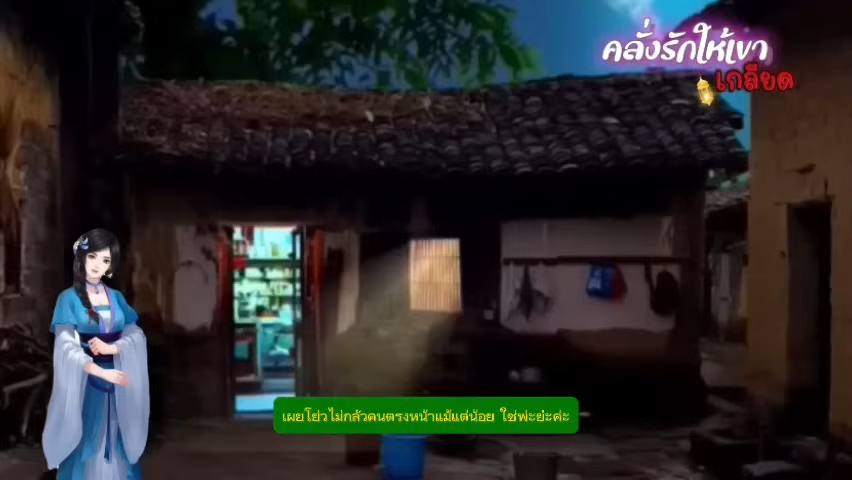 คลั่งรักให้เขา
เกลียด
เผยโย่วไม่กลัวคนตรงหน้าแม้แต่น้อย ใช่ฟะย่ะค่ะ